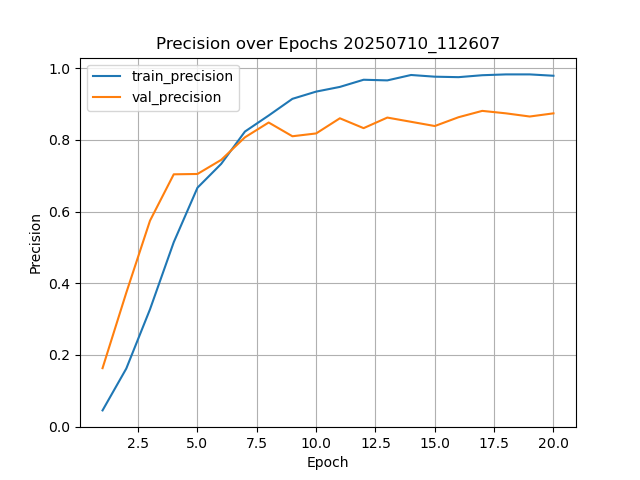 Precision over Epochs 20250710_112607
train_precision
val_precision
1.0
0.8
0.6
0.4
0.2
0.0
Precision
2.5 5.0 7.5 10.0 12.5 15.0 17.5 20.0
Epoch